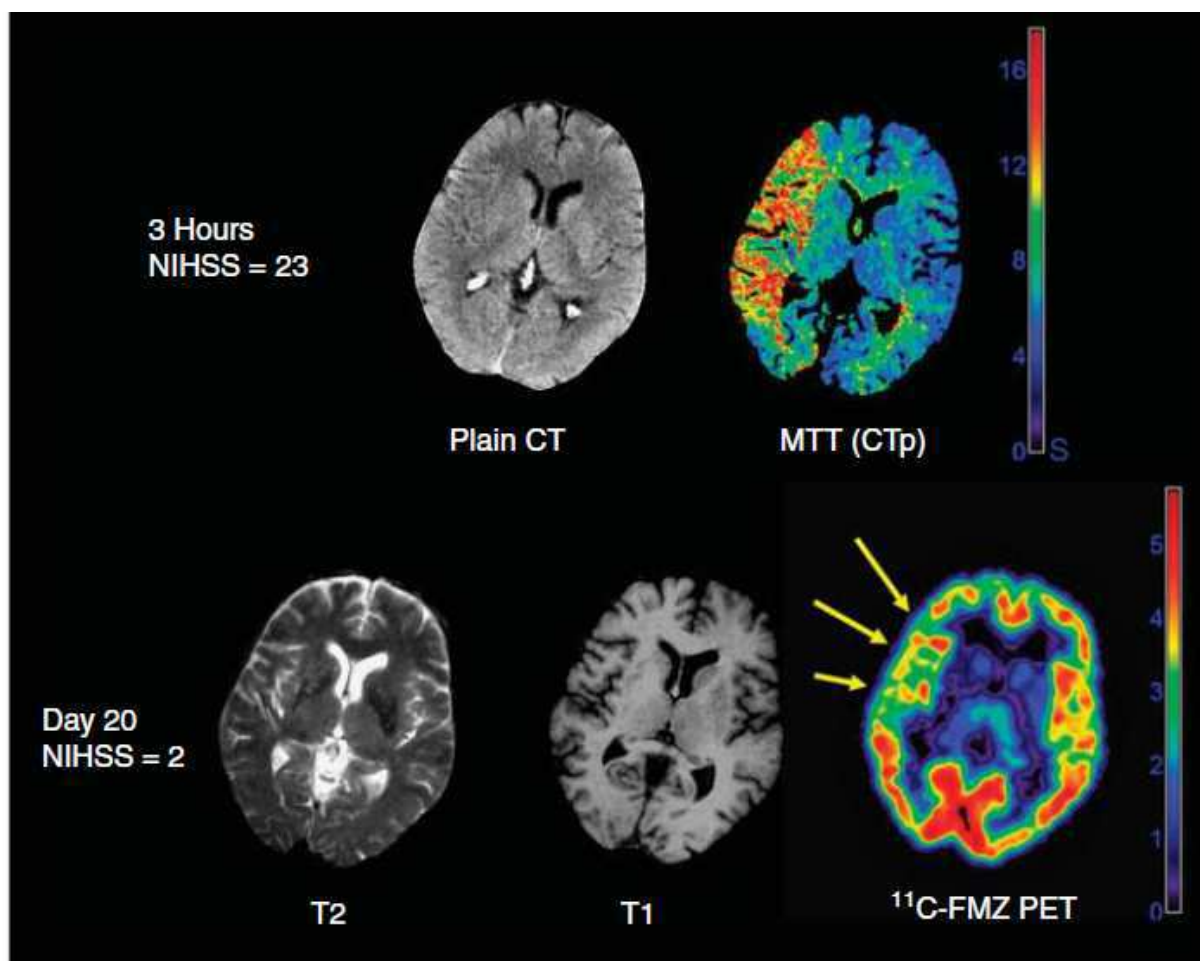 3 Hours
NIHSS = 23
Plain CT
MTT (CTp)
16
12
8
4
0 S
Day 20
NIHSS = 2
T2
T1
¹¹C-FMZ PET
5
4
3
2
1
0